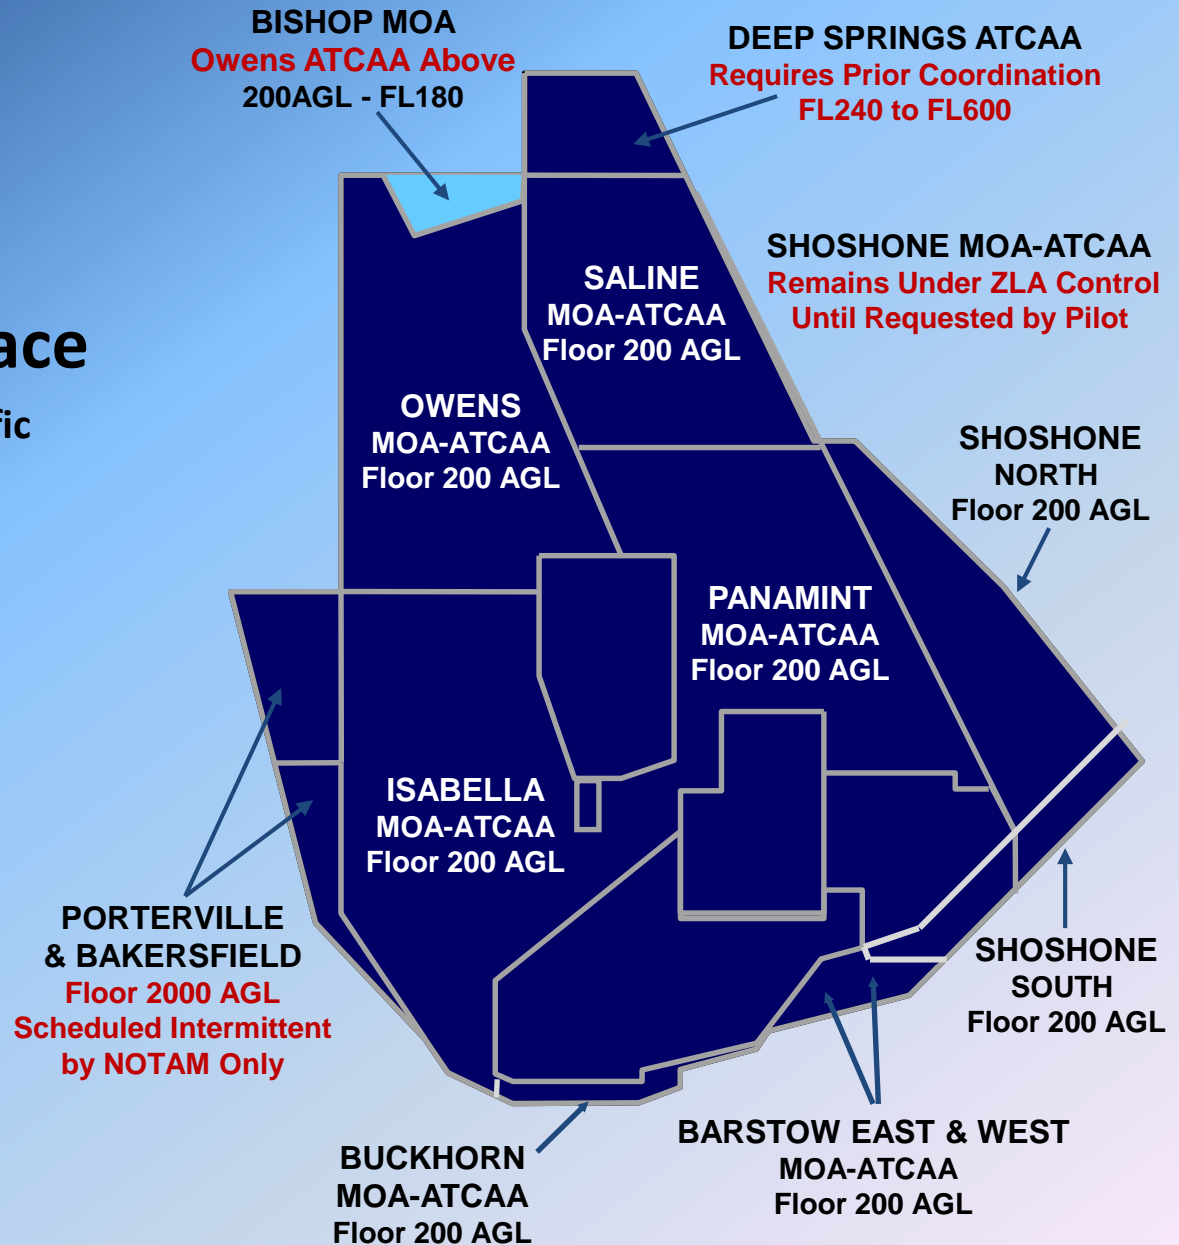 BISHOP MOA
Owens ATCAA Above
200AGL - FL180
DEEP SPRINGS ATCAA
Requires Prior Coordination
FL240 to FL600
SHOSHONE MOA-ATCAA
Remains Under ZLA Control
Until Requested by Pilot
SALINE
MOA-ATCAA
Floor 200 AGL
ace
fic
OWENS
MOA-ATCAA
Floor 200 AGL
SHOSHONE
NORTH
Floor 200 AGL
PANAMINT
MOA-ATCAA
Floor 200 AGL
ISABELLA
MOA-ATCAA
Floor 200 AGL
PORTERVILLE
& BAKERSFIELD
Floor 2000 AGL
Scheduled Intermittent
by NOTAM Only
SHOSHONE
SOUTH
Floor 200 AGL
BUCKHORN
MOA-ATCAA
Floor 200 AGL
BARSTOW EAST & WEST
MOA-ATCAA
Floor 200 AGL